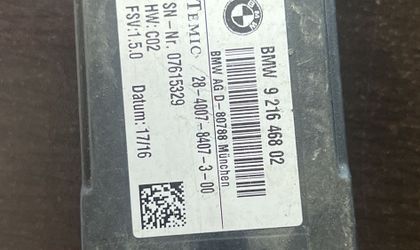 BMW 9 216 468 02
BMW AG D-80788 München
TEMIC / 28-4007-8407-3-00
SN-Nr. 07615329
HW: C02
FSV:1.5.0
Datum: 17/16